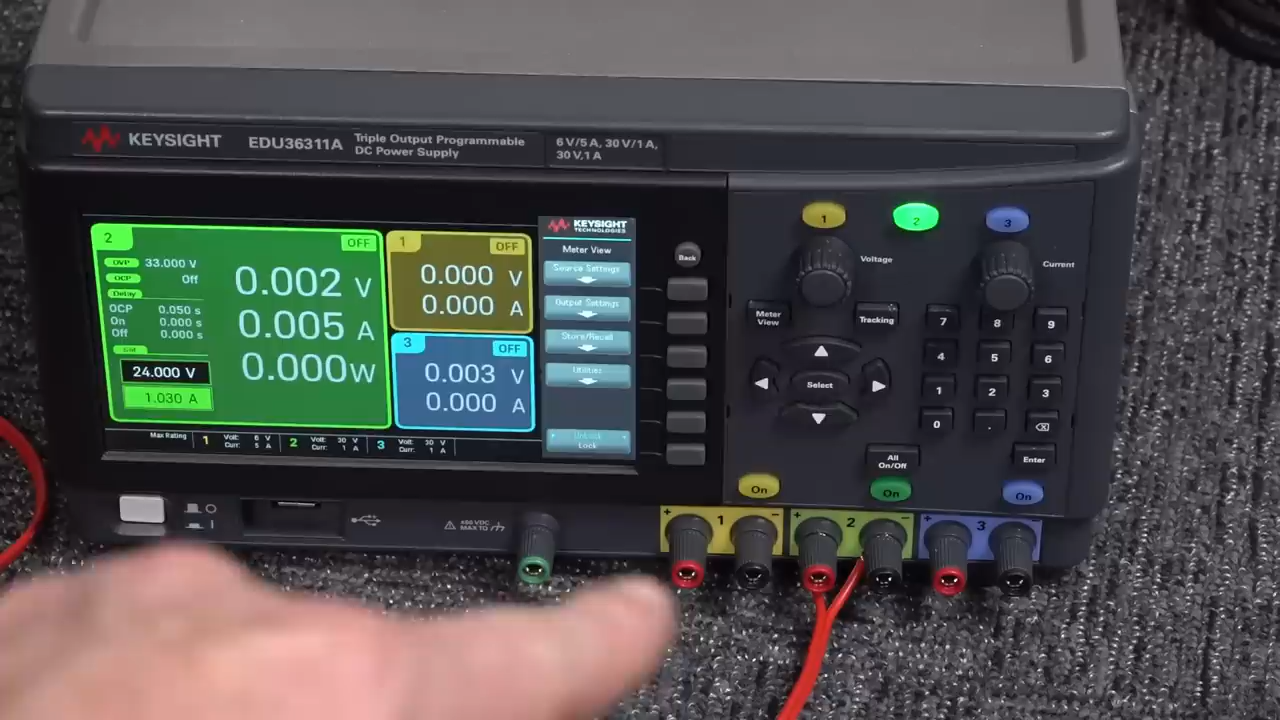 KEYSIGHT
EDU36311A
Triple Output Programmable
DC Power Supply
6 V/5 A, 30 V/1 A,
30 V,1 A
2
OFF
OVP 33.000 V
OCP Off
Delay
OCP 0.050 s
On 0.000 s
Off 0.000 s
24.000 V
1.030 A
0.002 V
0.005 A
0.000W
1 OFF
0.000 V
0.000 A
3 OFF
0.003 V
0.000 A
KEYSIGHT
TECHNOLOGIES
Meter View
Source Settings
Output Settings
Store/Recall
Utilities
Unlock
Lock
Max Rating
1 Volt: 6 V
Curr: 5 A
2 Volt: 30 V
Curr: 1 A
3 Volt: 30 V
Curr: 1 A
Back
1
2
3
Voltage
Current
Meter
View
Tracking
Select
7 8 9
4 5 6
1 2 3
0 .
All
On/Off
Enter
On
On
On
MAX TO
+ 1 -
+ 2 -
+ 3 -